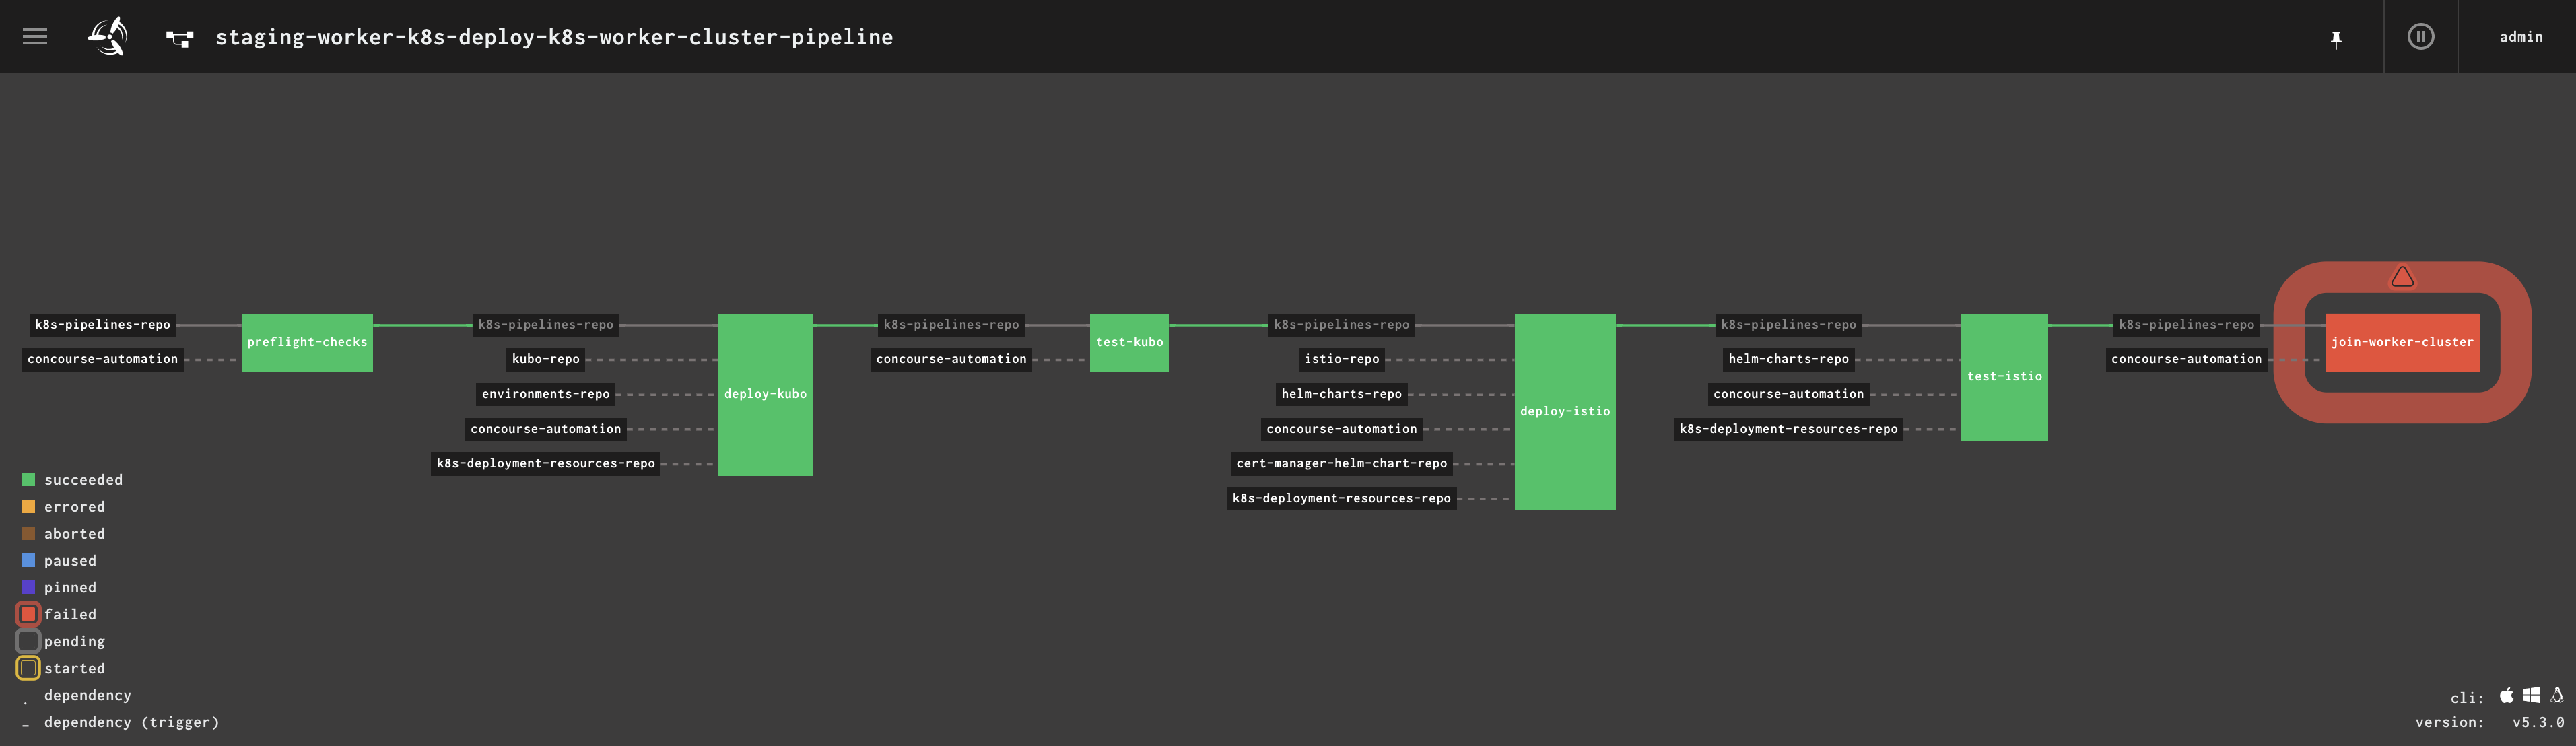 staging-worker-k8s-deploy-k8s-worker-cluster-pipeline
admin
k8s-pipelines-repo
concourse-automation
preflight-checks
k8s-pipelines-repo
kubo-repo
environments-repo
concourse-automation
k8s-deployment-resources-repo
deploy-kubo
k8s-pipelines-repo
concourse-automation
test-kubo
k8s-pipelines-repo
istio-repo
helm-charts-repo
concourse-automation
cert-manager-helm-chart-repo
k8s-deployment-resources-repo
deploy-istio
k8s-pipelines-repo
helm-charts-repo
concourse-automation
k8s-deployment-resources-repo
test-istio
k8s-pipelines-repo
concourse-automation
join-worker-cluster
succeeded
errored
aborted
paused
pinned
failed
pending
started
dependency
dependency (trigger)
cli:
version: v5.3.0